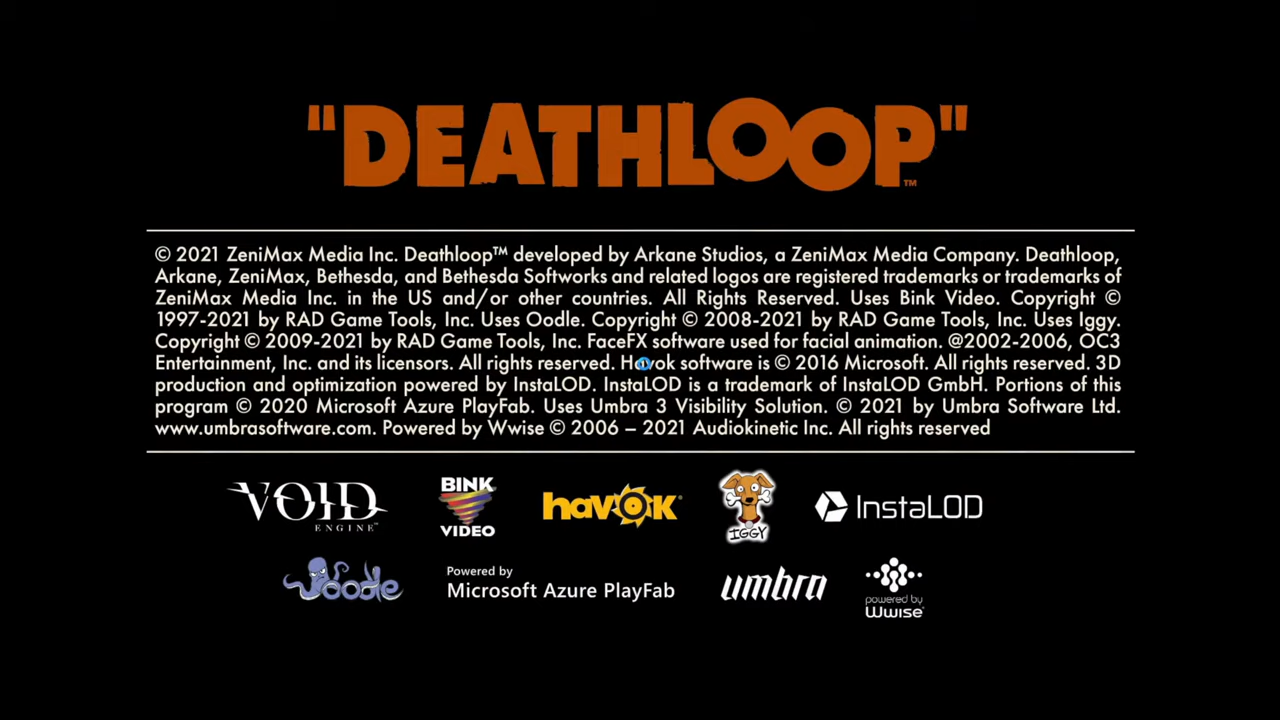 "DEATHLOOP"™
© 2021 ZeniMax Media Inc. Deathloop™ developed by Arkane Studios, a ZeniMax Media Company. Deathloop,
Arkane, ZeniMax, Bethesda, and Bethesda Softworks and related logos are registered trademarks or trademarks of
ZeniMax Media Inc. in the US and/or other countries. All Rights Reserved. Uses Bink Video. Copyright ©
1997-2021 by RAD Game Tools, Inc. Uses Oodle. Copyright © 2008-2021 by RAD Game Tools, Inc. Uses Iggy.
Copyright © 2009-2021 by RAD Game Tools, Inc. FaceFX software used for facial animation. @2002-2006, OC3
Entertainment, Inc. and its licensors. All rights reserved. Havok software is © 2016 Microsoft. All rights reserved. 3D
production and optimization powered by InstaLOD. InstaLOD is a trademark of InstaLOD GmbH. Portions of this
program © 2020 Microsoft Azure PlayFab. Uses Umbra 3 Visibility Solution. © 2021 by Umbra Software Ltd.
www.umbrasoftware.com. Powered by Wwise © 2006 – 2021 Audiokinetic Inc. All rights reserved
VOID
ENGINE™
BINK
VIDEO
havok®
IGGY
InstaLOD
oodle
Powered by
Microsoft Azure PlayFab
umbra
powered by
Wwise